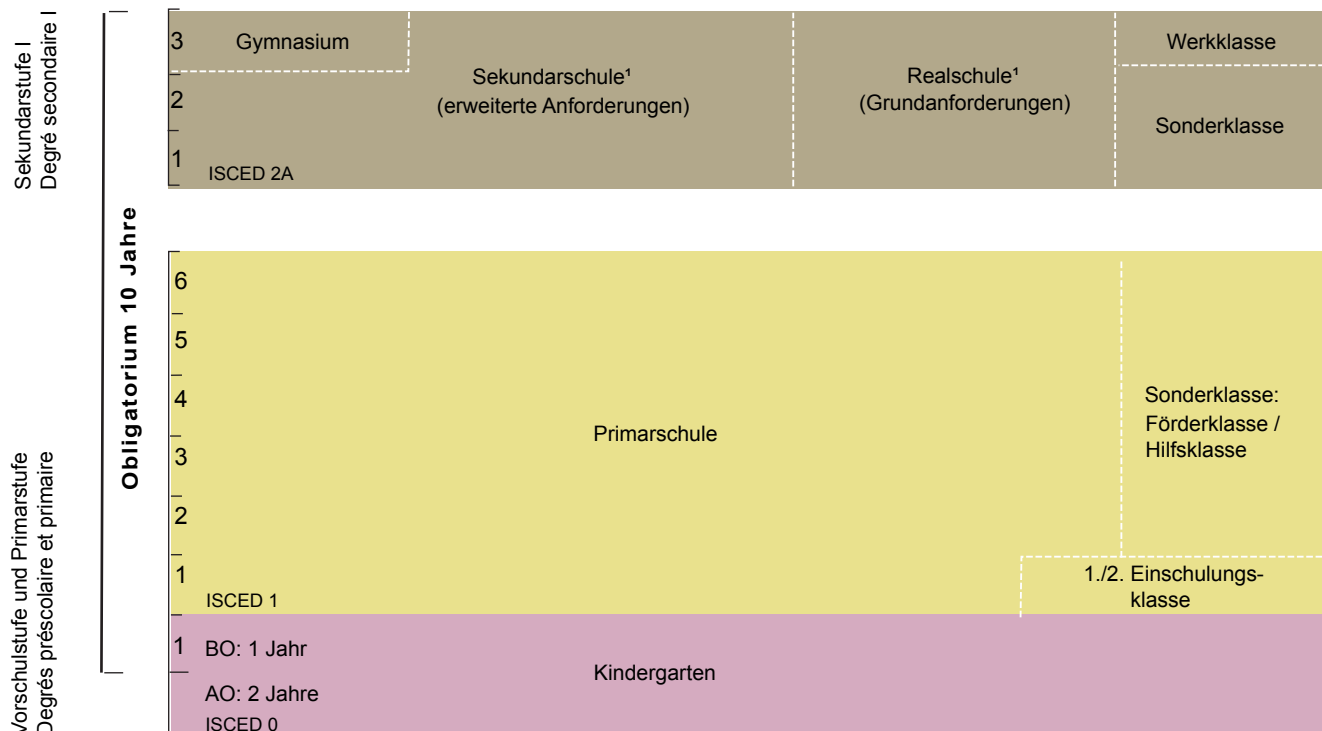 Sekundarstufe I
Degré secondaire I
Obligatorium 10 Jahre
Vorschulstufe und Primarstufe
Degrés préscolaire et primaire
3
Gymnasium
Werkklasse
Sekundarschule¹
(erweiterte Anforderungen)
Realschule¹
(Grundanforderungen)
2
Sonderklasse
1
ISCED 2A
6
5
4
Sonderklasse:
Förderklasse /
Hilfsklasse
Primarschule
3
2
1
1./2. Einschulungs-
klasse
ISCED 1
1
BO: 1 Jahr
Kindergarten
AO: 2 Jahre
ISCED 0